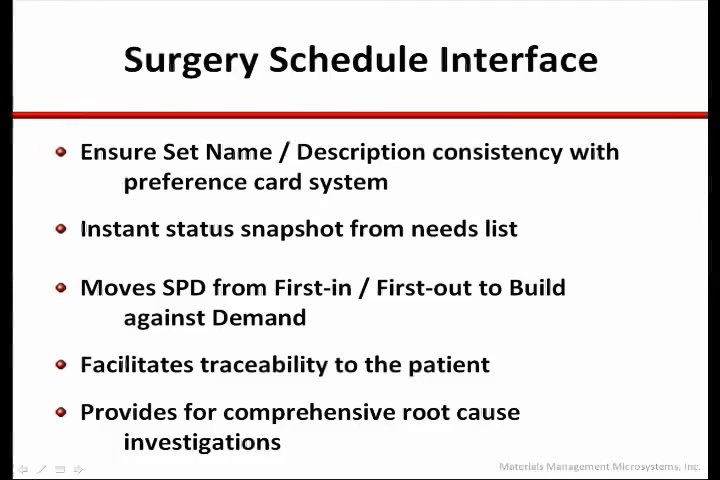 Surgery Schedule Interface
Ensure Set Name / Description consistency with
preference card system
Instant status snapshot from needs list
Moves SPD from First-in / First-out to Build
against Demand
Facilitates traceability to the patient
Provides for comprehensive root cause
investigations
Materials Management Microsystems, Inc.